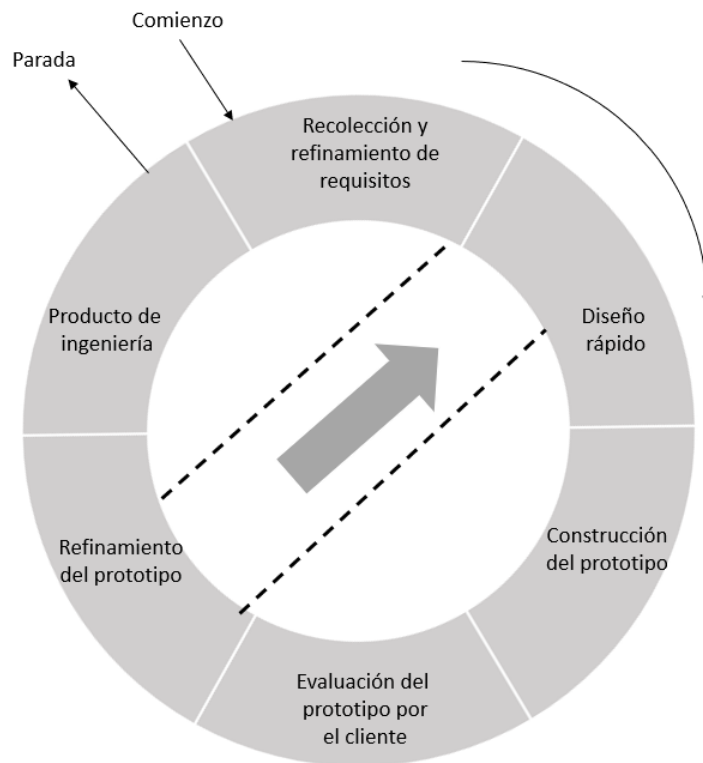 Comienzo
Parada
Recolección y
refinamiento de
requisitos
Diseño
rápido
Construcción
del prototipo
Evaluación del
prototipo por
el cliente
Refinamiento
del prototipo
Producto de
ingeniería